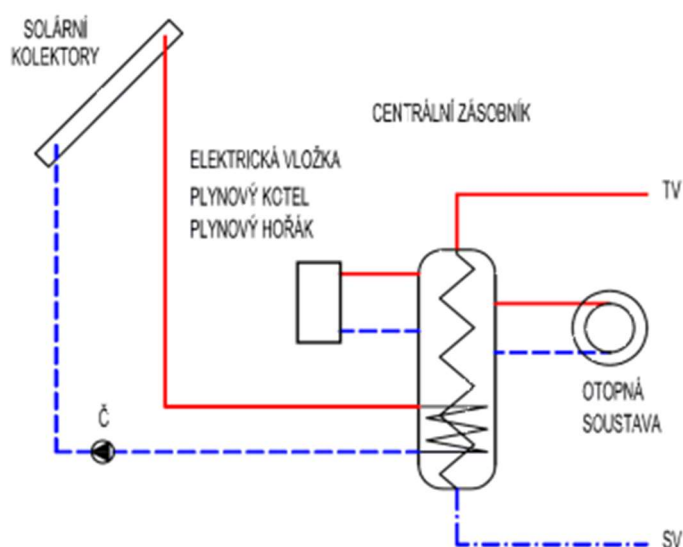 SOLÁRNÍ
KOLEKTORY
CENTRÁLNÍ ZÁSOBNÍK
ELEKTRICKÁ VLOŽKA
PLYNOVÝ KOTEL
PLYNOVÝ HOŘÁK
TV
OTOPNÁ
SOUSTAVA
Č
SV